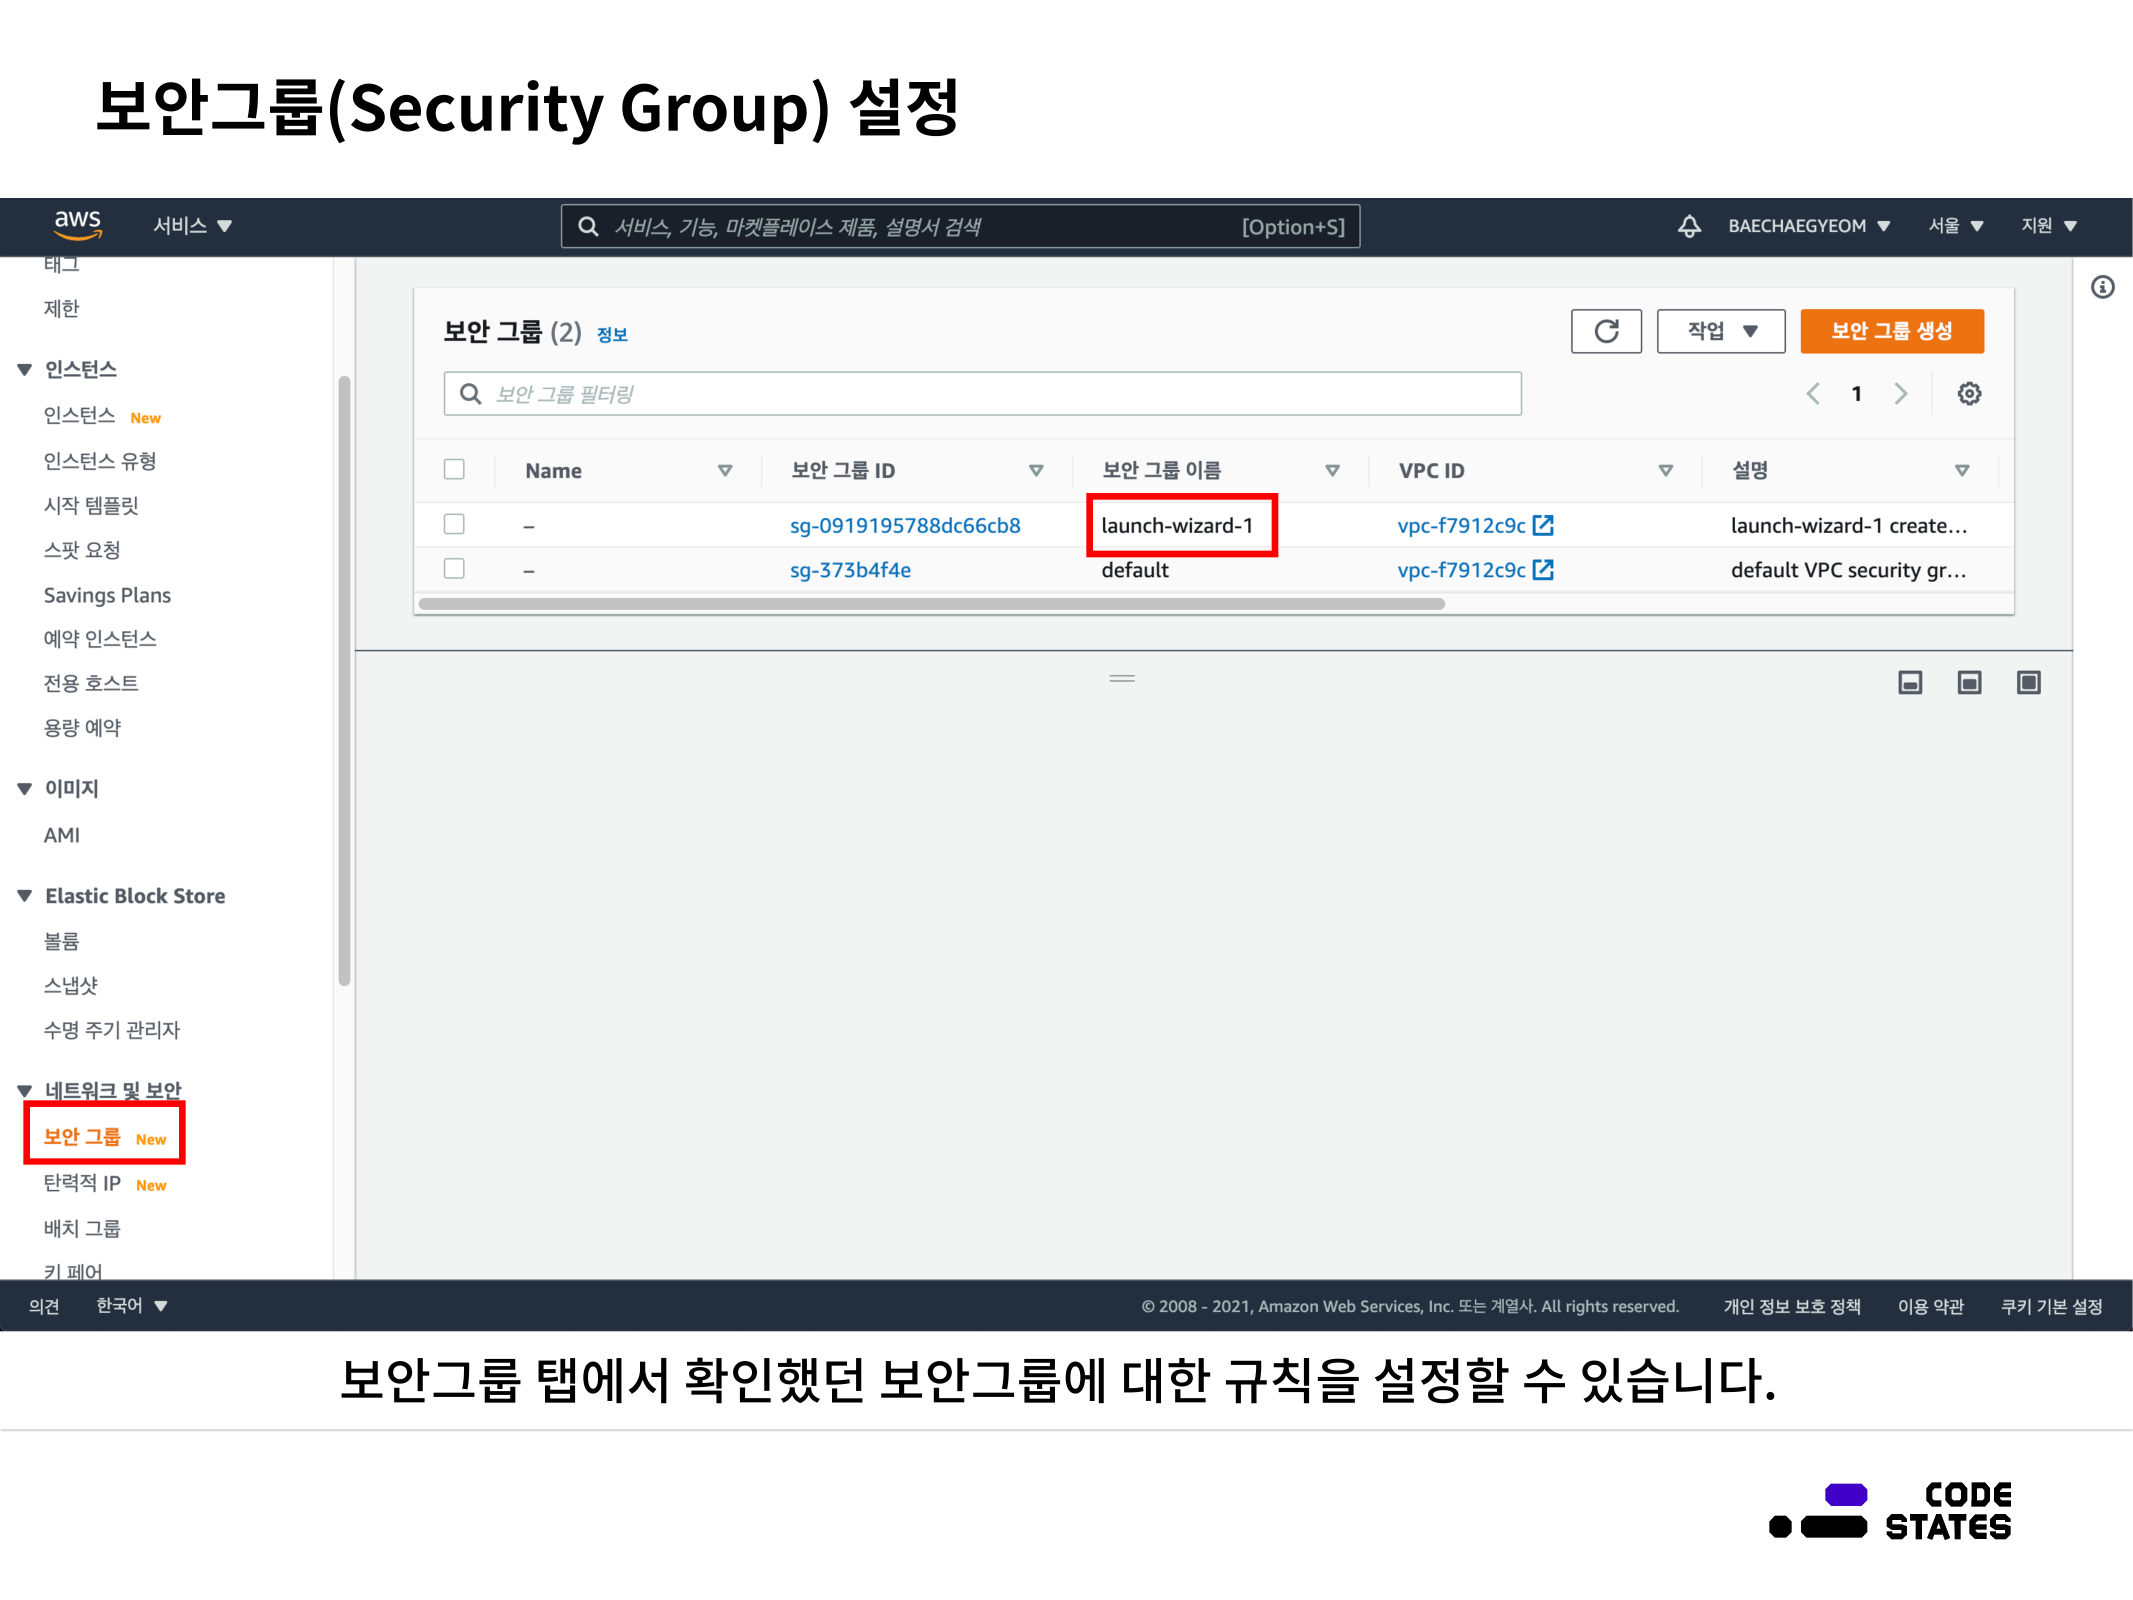 보안그룹(Security Group) 설정
aws 서비스 ▼ 서비스, 기능, 마켓플레이스 제품, 설명서 검색 [Option+S] BAECHAEGYEOM ▼ 서울 ▼ 지원 ▼
태그
제한
▼ 인스턴스
인스턴스 New
인스턴스 유형
시작 템플릿
스팟 요청
Savings Plans
예약 인스턴스
전용 호스트
용량 예약
▼ 이미지
AMI
▼ Elastic Block Store
볼륨
스냅샷
수명 주기 관리자
▼ 네트워크 및 보안
보안 그룹 New
탄력적 IP New
배치 그룹
키 페어
보안 그룹 (2) 정보
작업 ▼ 보안 그룹 생성
보안 그룹 필터링
1
Name 보안 그룹 ID 보안 그룹 이름 VPC ID 설명
– sg-0919195788dc66cb8 launch-wizard-1 vpc-f7912c9c launch-wizard-1 create...
– sg-373b4f4e default vpc-f7912c9c default VPC security gr...
의견 한국어 ▼ © 2008 - 2021, Amazon Web Services, Inc. 또는 계열사. All rights reserved. 개인 정보 보호 정책 이용 약관 쿠키 기본 설정
보안그룹 탭에서 확인했던 보안그룹에 대한 규칙을 설정할 수 있습니다.
CODE
STATES